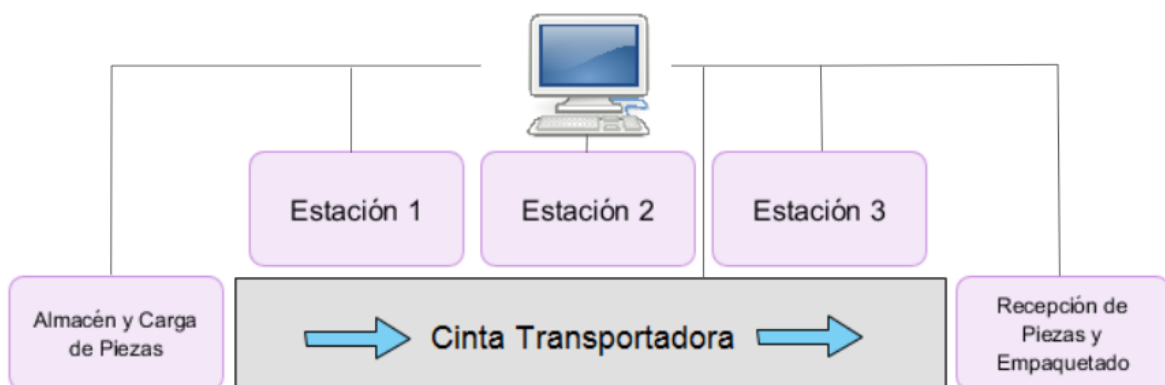 Estación 1
Estación 2
Estación 3
Almacén y Carga
de Piezas
Cinta Transportadora
Recepción de
Piezas y
Empaquetado